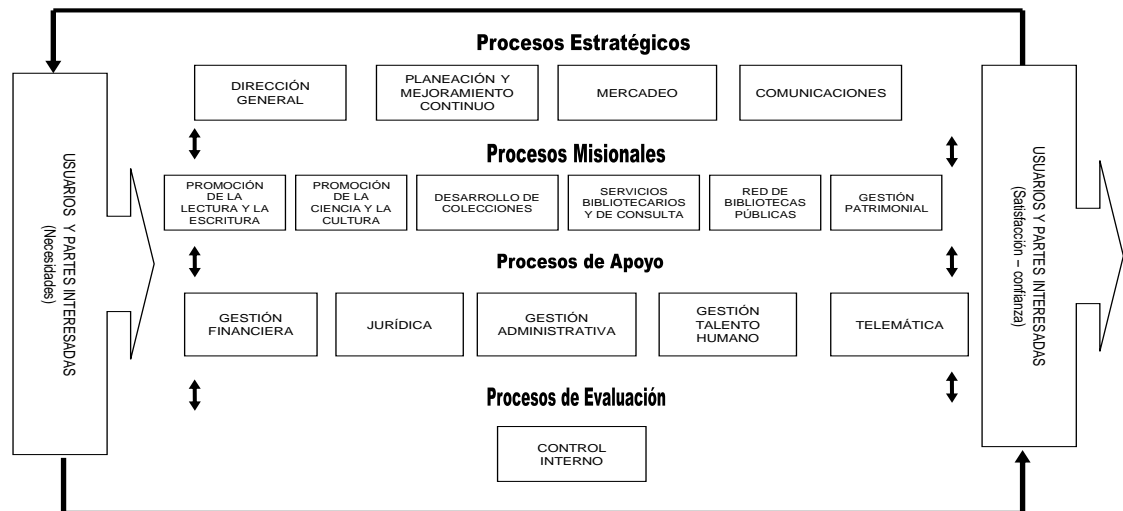 Procesos Estratégicos
DIRECCIÓN
GENERAL
PLANEACIÓN Y
MEJORAMIENTO
CONTINUO
MERCADEO
COMUNICACIONES
Procesos Misionales
PROMOCIÓN
DE LA
LECTURA Y LA
ESCRITURA
PROMOCIÓN
DE LA
CIENCIA Y LA
CULTURA
DESARROLLO DE
COLECCIONES
SERVICIOS
BIBLIOTECARIOS
Y DE CONSULTA
RED DE
BIBLIOTECAS
PÚBLICAS
GESTIÓN
PATRIMONIAL
Procesos de Apoyo
GESTIÓN
FINANCIERA
JURÍDICA
GESTIÓN
ADMINISTRATIVA
GESTIÓN
TALENTO
HUMANO
TELEMÁTICA
Procesos de Evaluación
CONTROL
INTERNO
USUARIOS Y PARTES INTERESADAS
(Necesidades)
USUARIOS Y PARTES INTERESADAS
(Satisfacción – confianza)